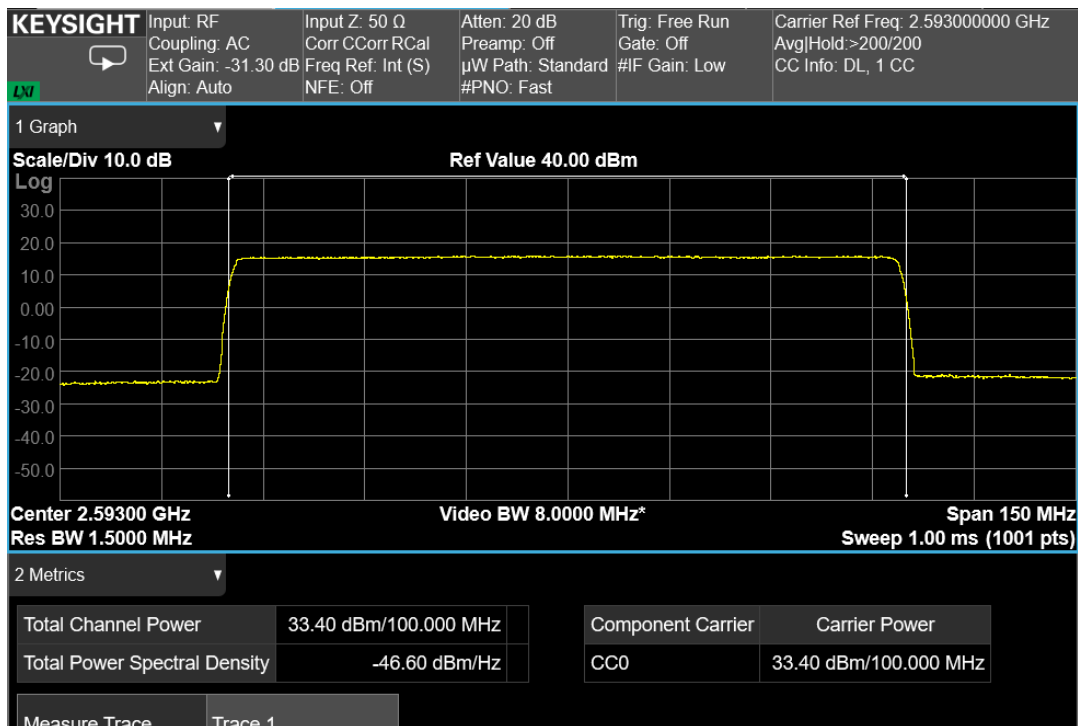 KEYSIGHT
LXI
Input: RF
Coupling: AC
Ext Gain: -31.30 dB
Align: Auto
Input Z: 50 Ω
Corr CCorr RCal
Freq Ref: Int (S)
NFE: Off
Atten: 20 dB
Preamp: Off
µW Path: Standard
#PNO: Fast
Trig: Free Run
Gate: Off
#IF Gain: Low
Carrier Ref Freq: 2.593000000 GHz
Avg|Hold:>200/200
CC Info: DL, 1 CC
1 Graph
Scale/Div 10.0 dB
Ref Value 40.00 dBm
Log
30.0
20.0
10.0
0.00
-10.0
-20.0
-30.0
-40.0
-50.0
Center 2.59300 GHz
Video BW 8.0000 MHz*
Span 150 MHz
Res BW 1.5000 MHz
Sweep 1.00 ms (1001 pts)
2 Metrics
Total Channel Power 33.40 dBm/100.000 MHz
Total Power Spectral Density -46.60 dBm/Hz
Component Carrier Carrier Power
CC0 33.40 dBm/100.000 MHz
Measure Trace Trace 1